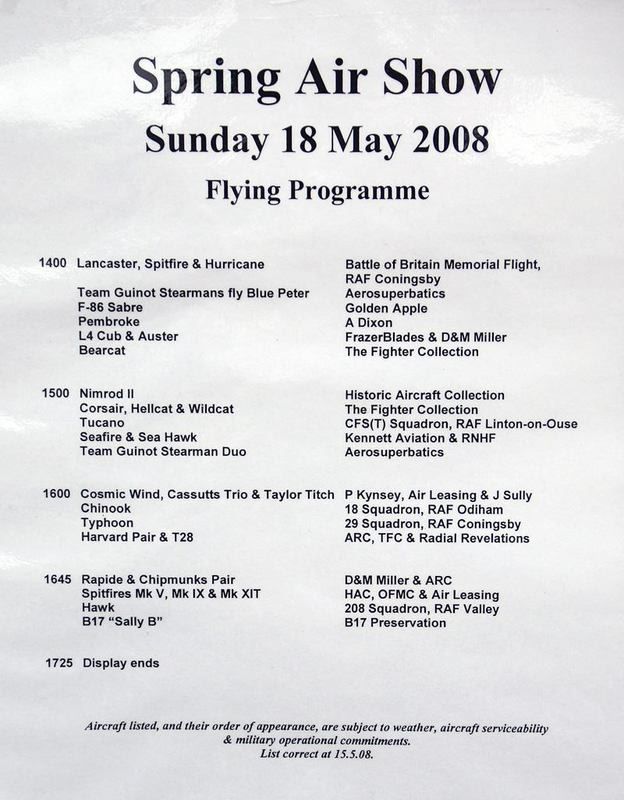 Spring Air Show
Sunday 18 May 2008
Flying Programme
1400 Lancaster, Spitfire & Hurricane Battle of Britain Memorial Flight,
RAF Coningsby
Team Guinot Stearmans fly Blue Peter Aerosuperbatics
F-86 Sabre Golden Apple
Pembroke A Dixon
L4 Cub & Auster FrazerBlades & D&M Miller
Bearcat The Fighter Collection
1500 Nimrod II Historic Aircraft Collection
Corsair, Hellcat & Wildcat The Fighter Collection
Tucano CFS(T) Squadron, RAF Linton-on-Ouse
Seafire & Sea Hawk Kennett Aviation & RNHF
Team Guinot Stearman Duo Aerosuperbatics
1600 Cosmic Wind, Cassutts Trio & Taylor Titch P Kynsey, Air Leasing & J Sully
Chinook 18 Squadron, RAF Odiham
Typhoon 29 Squadron, RAF Coningsby
Harvard Pair & T28 ARC, TFC & Radial Revelations
1645 Rapide & Chipmunks Pair D&M Miller & ARC
Spitfires Mk V, Mk IX & Mk XIT HAC, OFMC & Air Leasing
Hawk 208 Squadron, RAF Valley
B17 “Sally B” B17 Preservation
1725 Display ends
Aircraft listed, and their order of appearance, are subject to weather, aircraft serviceability
& military operational commitments.
List correct at 15.5.08.